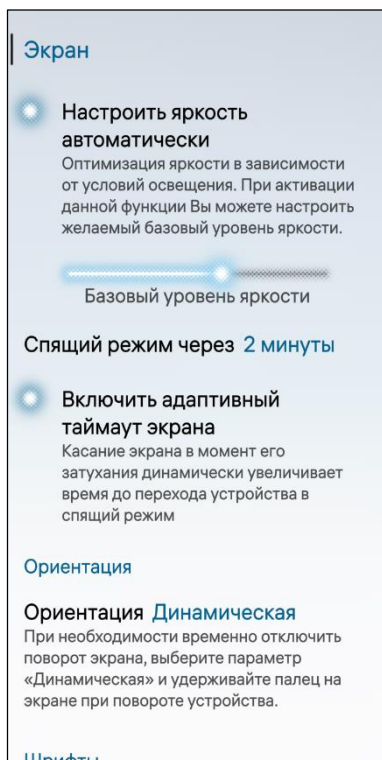 Экран
Настроить яркость
автоматически
Оптимизация яркости в зависимости
от условий освещения. При активации
данной функции Вы можете настроить
желаемый базовый уровень яркости.
Базовый уровень яркости
Спящий режим через 2 минуты
Включить адаптивный
таймаут экрана
Касание экрана в момент его
затухания динамически увеличивает
время до перехода устройства в
спящий режим
Ориентация
Ориентация Динамическая
При необходимости временно отключить
поворот экрана, выберите параметр
«Динамическая» и удерживайте палец на
экране при повороте устройства.
Шрифты